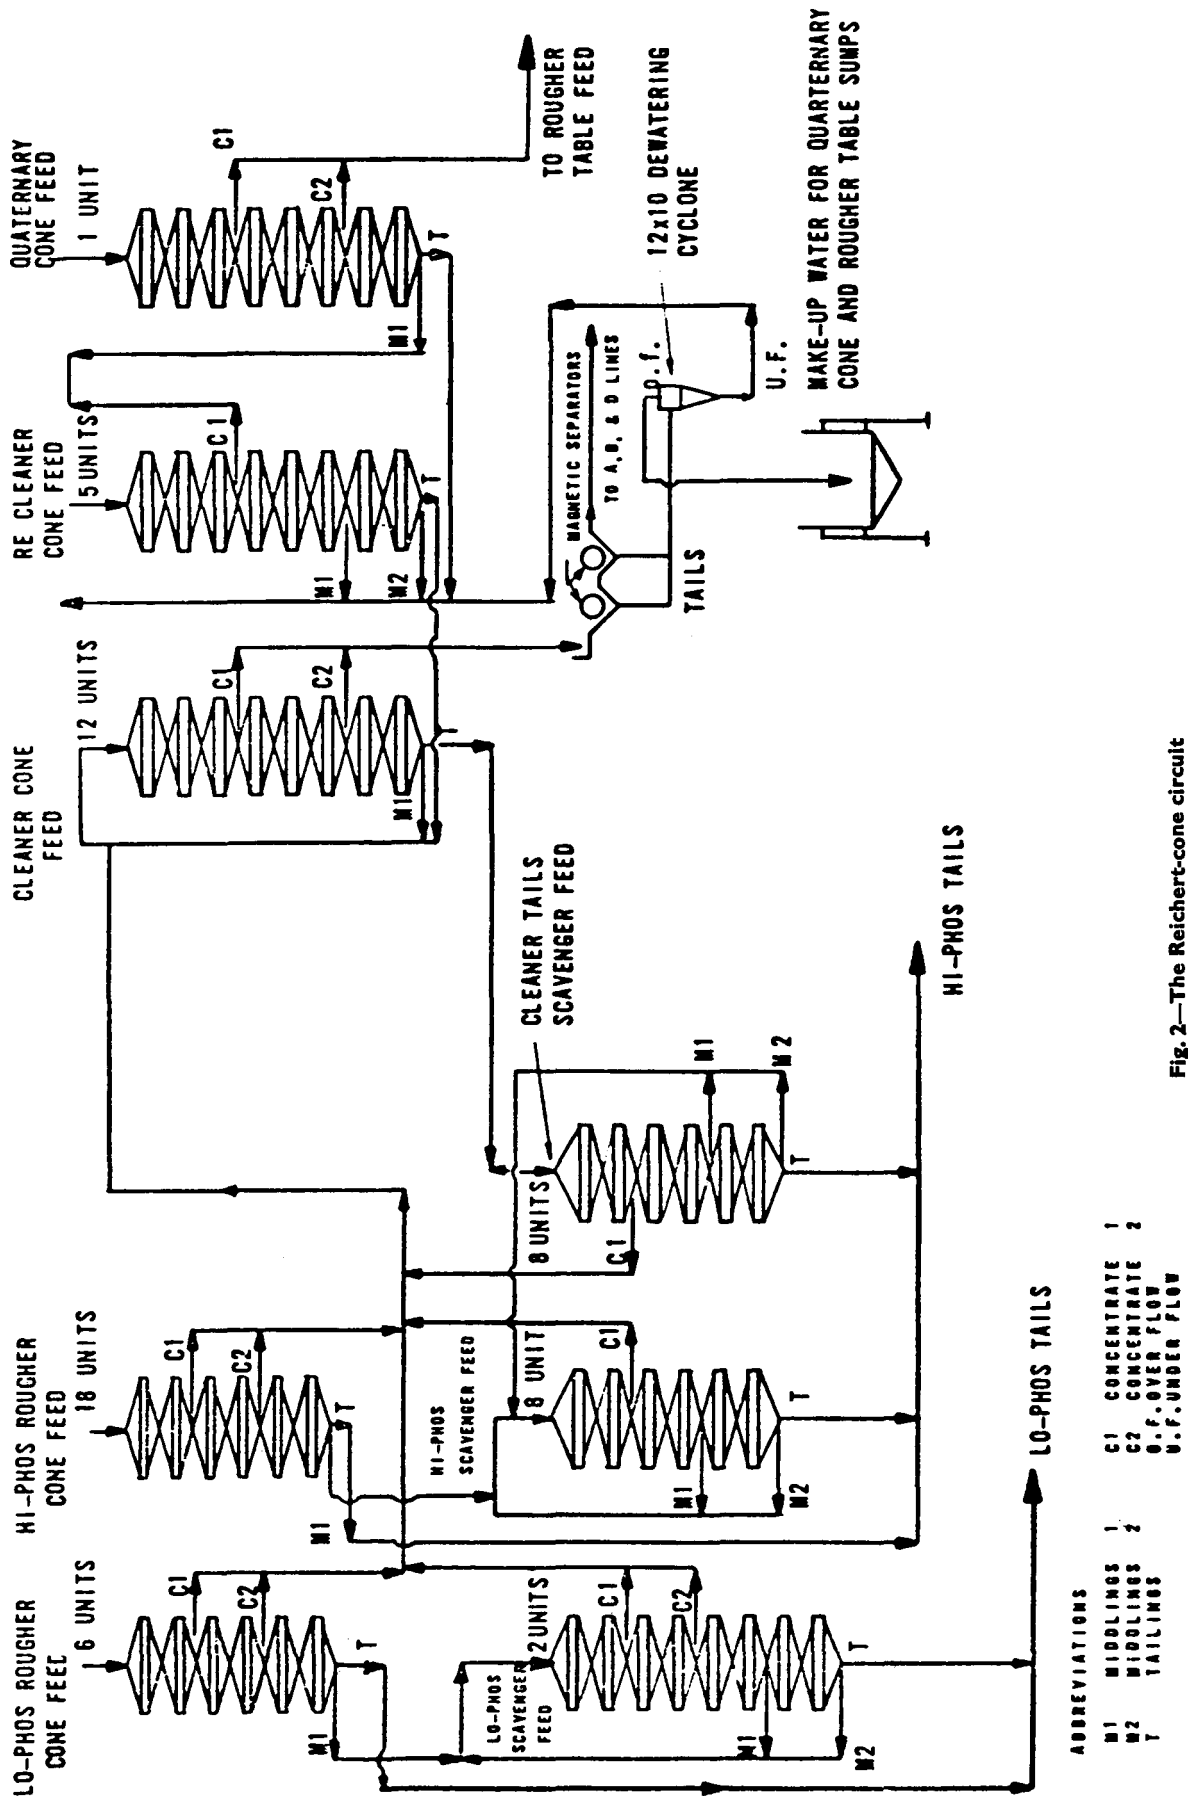 LO-PHOS ROUGHER
CONE FEED
6 UNITS
C1
C2
T
M1
LO-PHOS
SCAVENGER
FEED
2 UNITS
C1
C2
M1
M2
T
LO-PHOS TAILS
HI-PHOS ROUGHER
CONE FEED
18 UNITS
C1
C2
T
M1
HI-PHOS
SCAVENGER FEED
8 UNIT
C1
M1
M2
T
8 UNITS
C1
M1
M2
T
CLEANER TAILS
SCAVENGER FEED
HI-PHOS TAILS
CLEANER CONE
FEED
12 UNITS
C1
C2
M1
T
RE CLEANER
CONE FEED
5 UNITS
C1
M1
M2
T
QUATERNARY
CONE FEED
1 UNIT
C1
C2
M1
T
TO ROUGHER
TABLE FEED
MAGNETIC SEPARATORS
TO A, B, & D LINES
TAILS
O.F.
U.F.
12x10 DEWATERING
CYCLONE
MAKE-UP WATER FOR QUARTERNARY
CONE AND ROUGHER TABLE SUMPS
ABBREVIATIONS
M1 MIDDLINGS 1
M2 MIDDLINGS 2
T TAILINGS
C1 CONCENTRATE 1
C2 CONCENTRATE 2
O.F. OVER FLOW
U.F. UNDER FLOW
Fig. 2—The Reichert-cone circuit